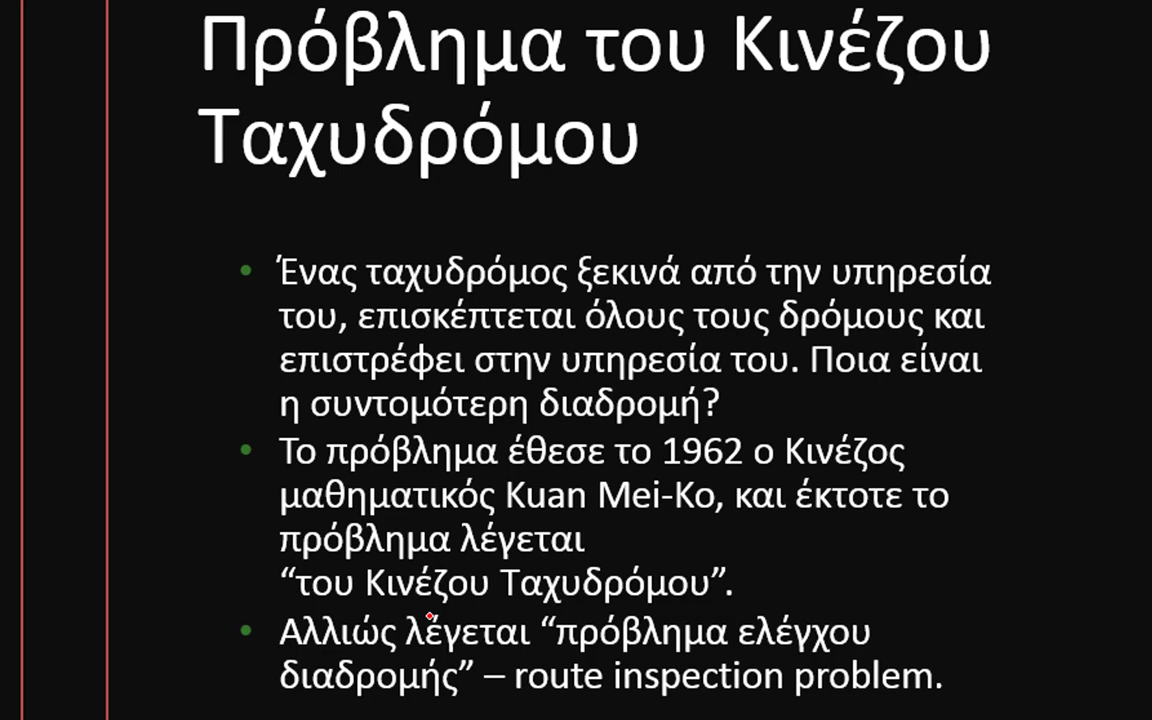 Πρόβλημα του Κινέζου
Ταχυδρόμου
• Ένας ταχυδρόμος ξεκινά από την υπηρεσία
του, επισκέπτεται όλους τους δρόμους και
επιστρέφει στην υπηρεσία του. Ποια είναι
η συντομότερη διαδρομή?
• Το πρόβλημα έθεσε το 1962 ο Κινέζος
μαθηματικός Kuan Mei-Ko, και έκτοτε το
πρόβλημα λέγεται
“του Κινέζου Ταχυδρόμου”.
• Αλλιώς λέγεται “πρόβλημα ελέγχου
διαδρομής” – route inspection problem.